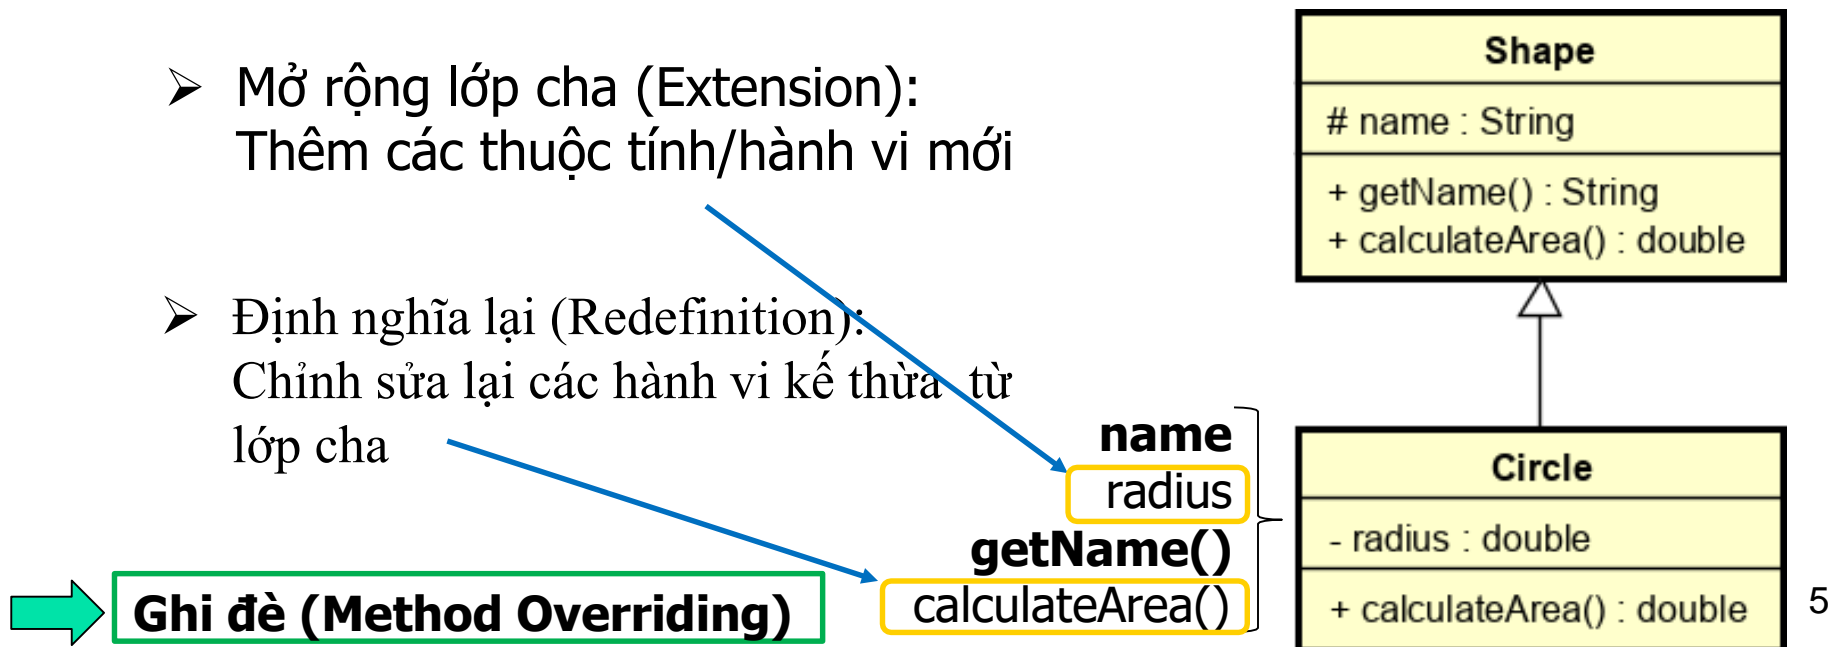 ➢ Mở rộng lớp cha (Extension):
Thêm các thuộc tính/hành vi mới
➢ Định nghĩa lại (Redefinition):
Chỉnh sửa lại các hành vi kế thừa từ
lớp cha
Ghi đè (Method Overriding)
name
radius
getName()
calculateArea()
Shape
# name : String
+ getName() : String
+ calculateArea() : double
Circle
- radius : double
+ calculateArea() : double
5